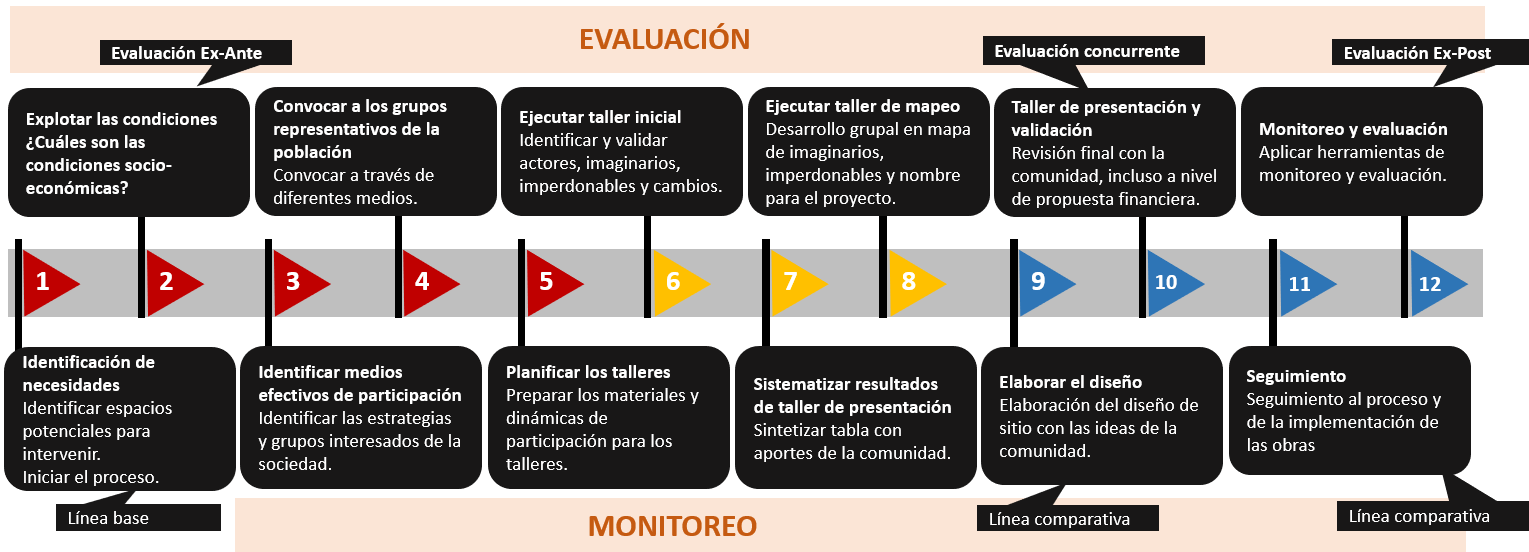 EVALUACIÓN
Evaluación Ex-Ante
Evaluación concurrente
Evaluación Ex-Post
Explotar las condiciones
¿Cuáles son las
condiciones socio-
económicas?
Convocar a los grupos
representativos de la
población
Convocar a través de
diferentes medios.
Ejecutar taller inicial
Identificar y validar
actores, imaginarios,
imperdonables y cambios.
Ejecutar taller de mapeo
Desarrollo grupal en mapa
de imaginarios,
imperdonables y nombre
para el proyecto.
Taller de presentación y
validación
Revisión final con la
comunidad, incluso a nivel
de propuesta financiera.
Monitoreo y evaluación
Aplicar herramientas de
monitoreo y evaluación.
1 2 3 4 5 6 7 8 9 10 11 12
Identificación de
necesidades
Identificar espacios
potenciales para
intervenir.
Iniciar el proceso.
Identificar medios
efectivos de participación
Identificar las estrategias
y grupos interesados de la
sociedad.
Planificar los talleres
Preparar los materiales y
dinámicas de
participación para los
talleres.
Sistematizar resultados
de taller de presentación
Sintetizar tabla con
aportes de la comunidad.
Elaborar el diseño
Elaboración del diseño de
sitio con las ideas de la
comunidad.
Seguimiento
Seguimiento al proceso y
de la implementación de
las obras
Línea base
Línea comparativa
Línea comparativa
MONITOREO